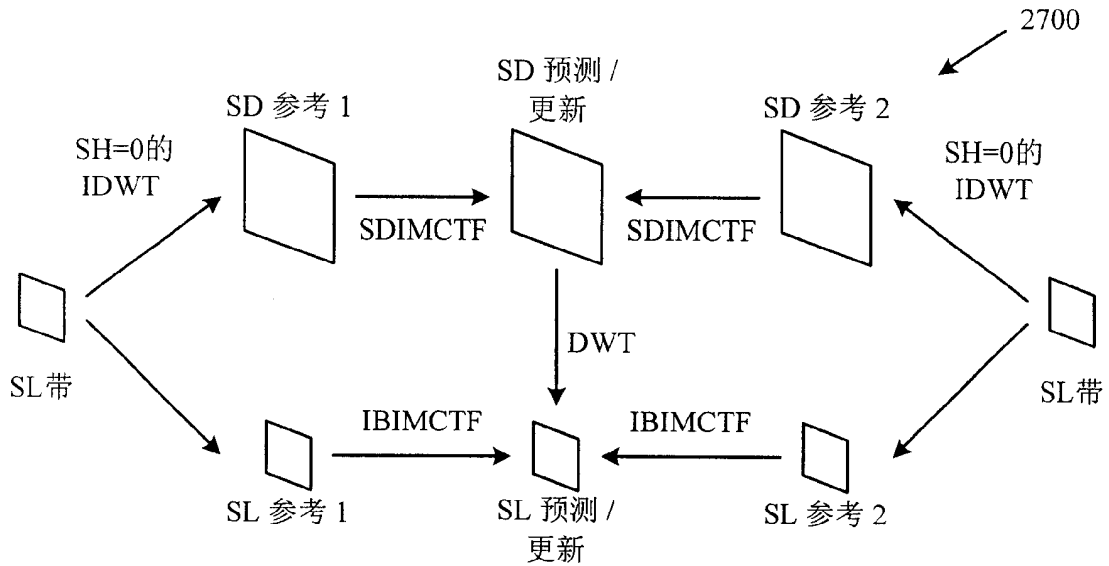 2700
SD 预测 /
更新
SD 参考 1
SD 参考 2
SH=0的
IDWT
SH=0的
IDWT
SDIMCTF
SDIMCTF
DWT
SL带
SL带
IBIMCTF
IBIMCTF
SL 参考 1
SL 预测 /
更新
SL 参考 2